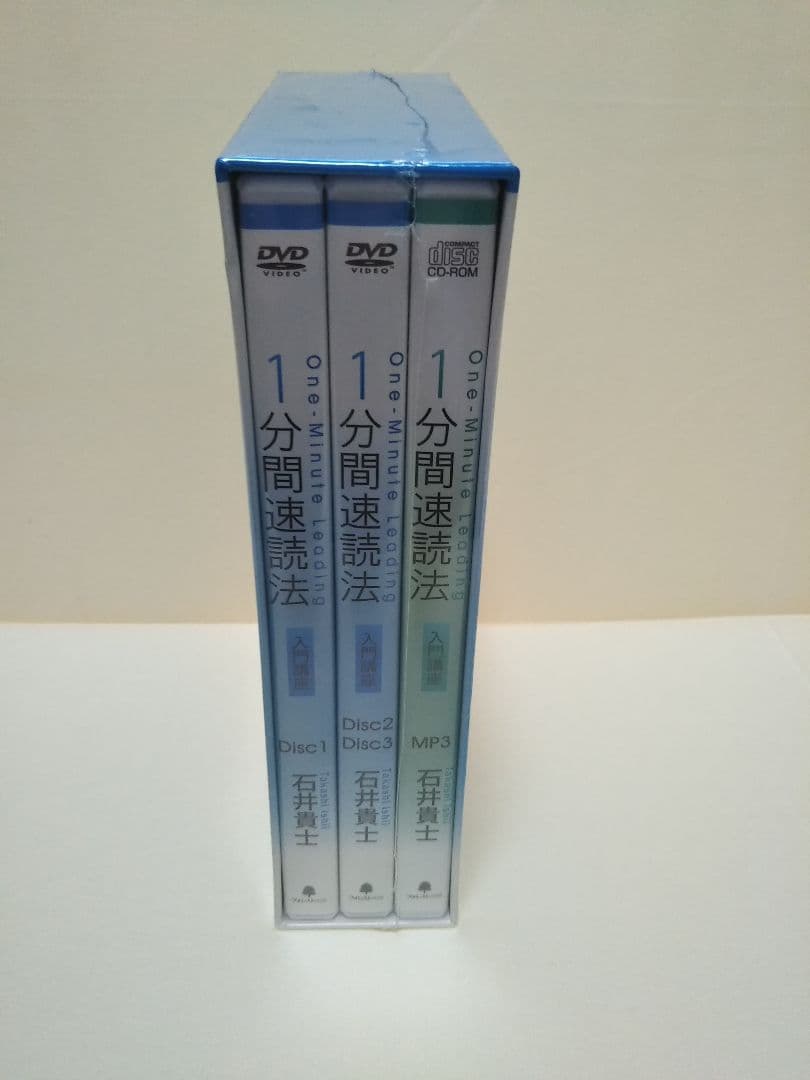 DVD
VIDEO
1分間速読法
One-Minute Leading
入門講座
Disc1
石井貴士
Takashi Ishii
DVD
VIDEO
1分間速読法
One-Minute Leading
入門講座
Disc2
Disc3
石井貴士
Takashi Ishii
COMPACT
disc
CD-ROM
1分間速読法
One-Minute Leading
入門講座
MP3
石井貴士
Takashi Ishii